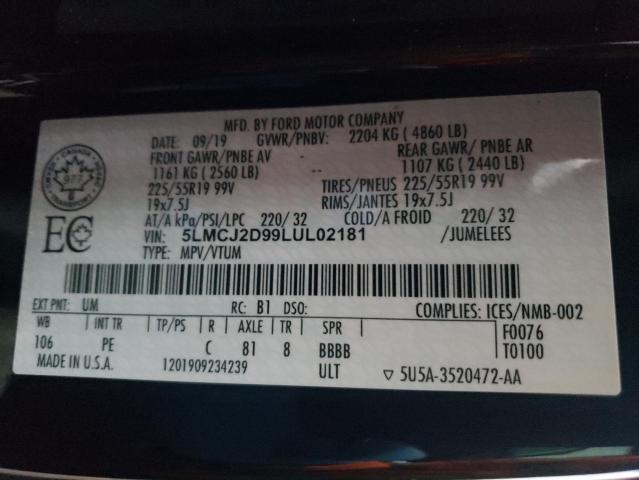 MFD. BY FORD MOTOR COMPANY
DATE: 09/19 GVWR/PNBV: 2204 KG ( 4860 LB)
FRONT GAWR/PNBE AV REAR GAWR/ PNBE AR
1161 KG ( 2560 LB) 1107 KG ( 2440 LB)
225/55R19 99V TIRES/PNEUS 225/55R19 99V
19x7.5J RIMS/JANTES 19x7.5J
AT/A kPa/PSI/LPC 220/ 32 COLD/A FROID 220/ 32
VIN: 5LMCJ2D99LUL02181 /JUMELEES
TYPE: MPV/VTUM
CANADA
177
EC
EXT PNT: UM RC: B1 DSO: COMPLIES: ICES/NMB-002
WB INT TR TP/PS R AXLE TR SPR F0076
106 PE C 81 8 BBBB T0100
MADE IN U.S.A. 1201909234239 ULT ▽ 5U5A-3520472-AA